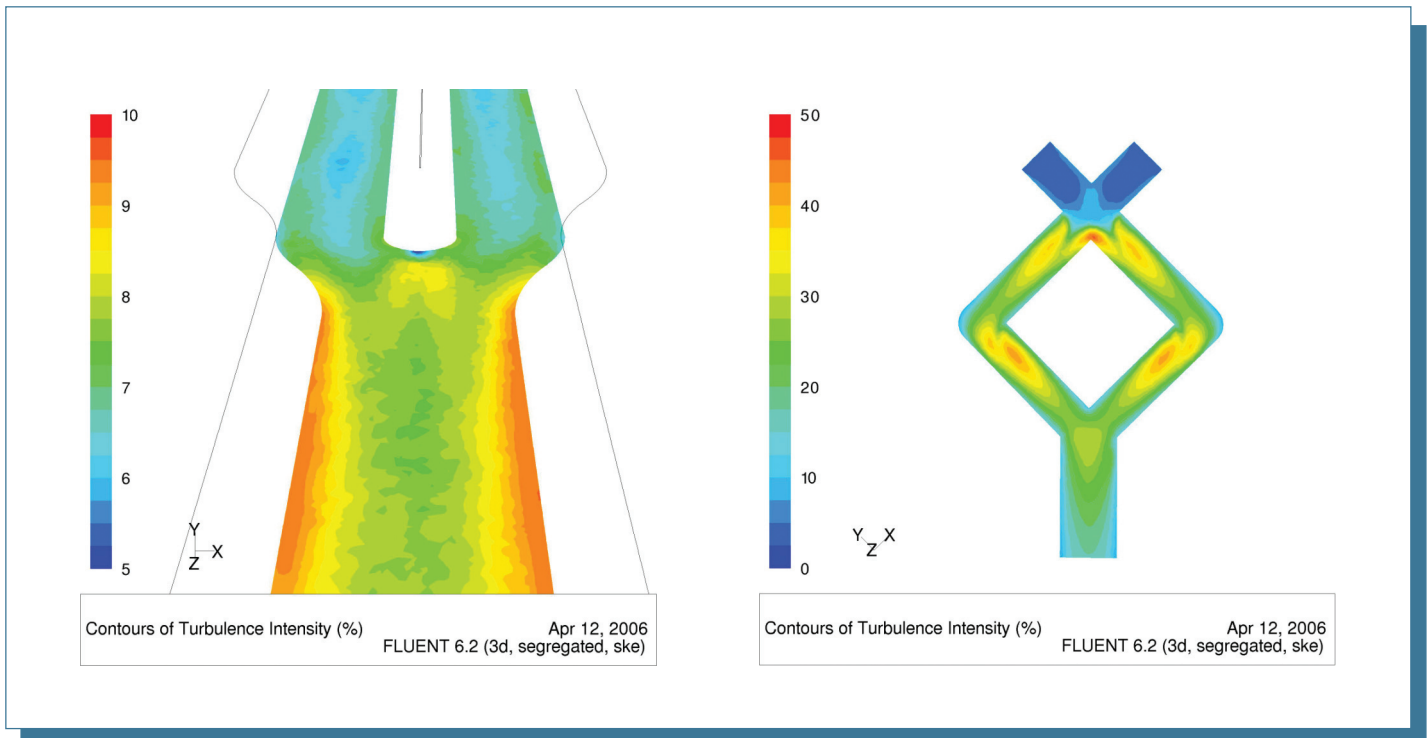 10
9
8
7
6
5
Y
X
Z
Contours of Turbulence Intensity (%)
Apr 12, 2006
FLUENT 6.2 (3d, segregated, ske)
50
40
30
20
10
0
Y X
Z
Contours of Turbulence Intensity (%)
Apr 12, 2006
FLUENT 6.2 (3d, segregated, ske)